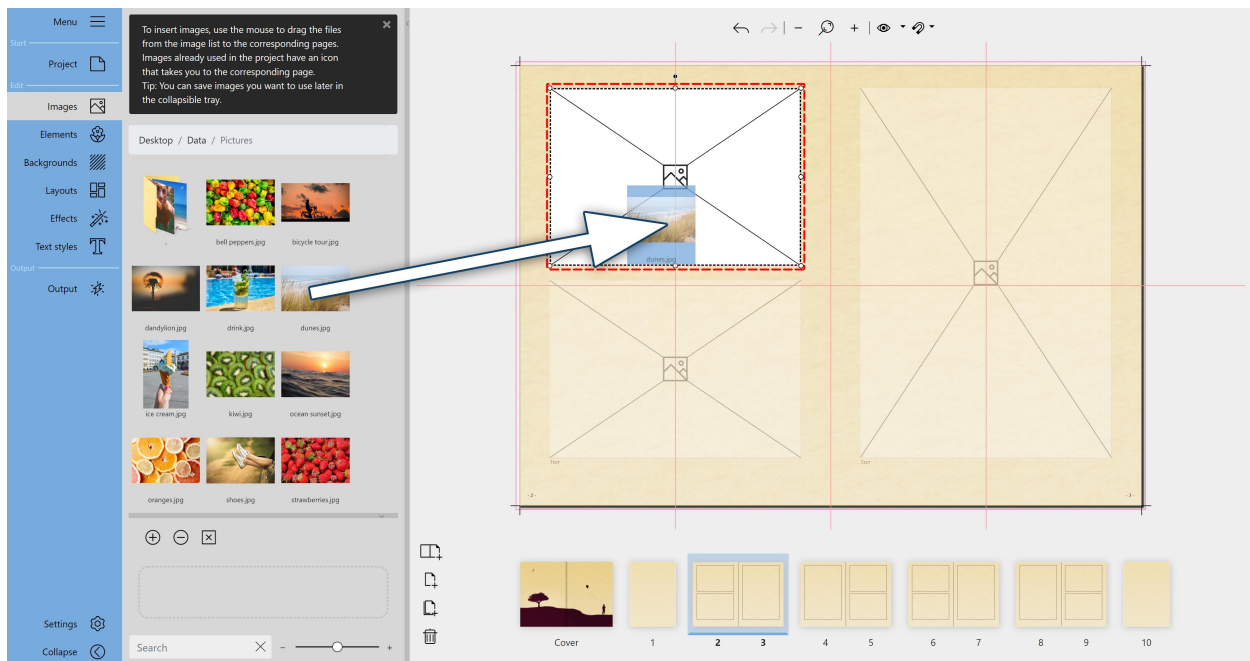 Menu
Start
Project
Edit
Images
Elements
Backgrounds
Layouts
Effects
Text styles
Output
Output
Settings
Collapse
To insert images, use the mouse to drag the files
from the image list to the corresponding pages.
Images already used in the project have an icon
that takes you to the corresponding page.
Tip: You can save images you want to use later in
the collapsible tray.
Desktop / Data / Pictures
..
bell peppers.jpg
bicycle tour.jpg
dandylion.jpg
drink.jpg
dunes.jpg
ice cream.jpg
kiwi.jpg
ocean sunset.jpg
oranges.jpg
shoes.jpg
strawberries.jpg
Search
dunes.jpg
Text
Text
- 2 -
- 3 -
Cover
1
2
3
4
5
6
7
8
9
10